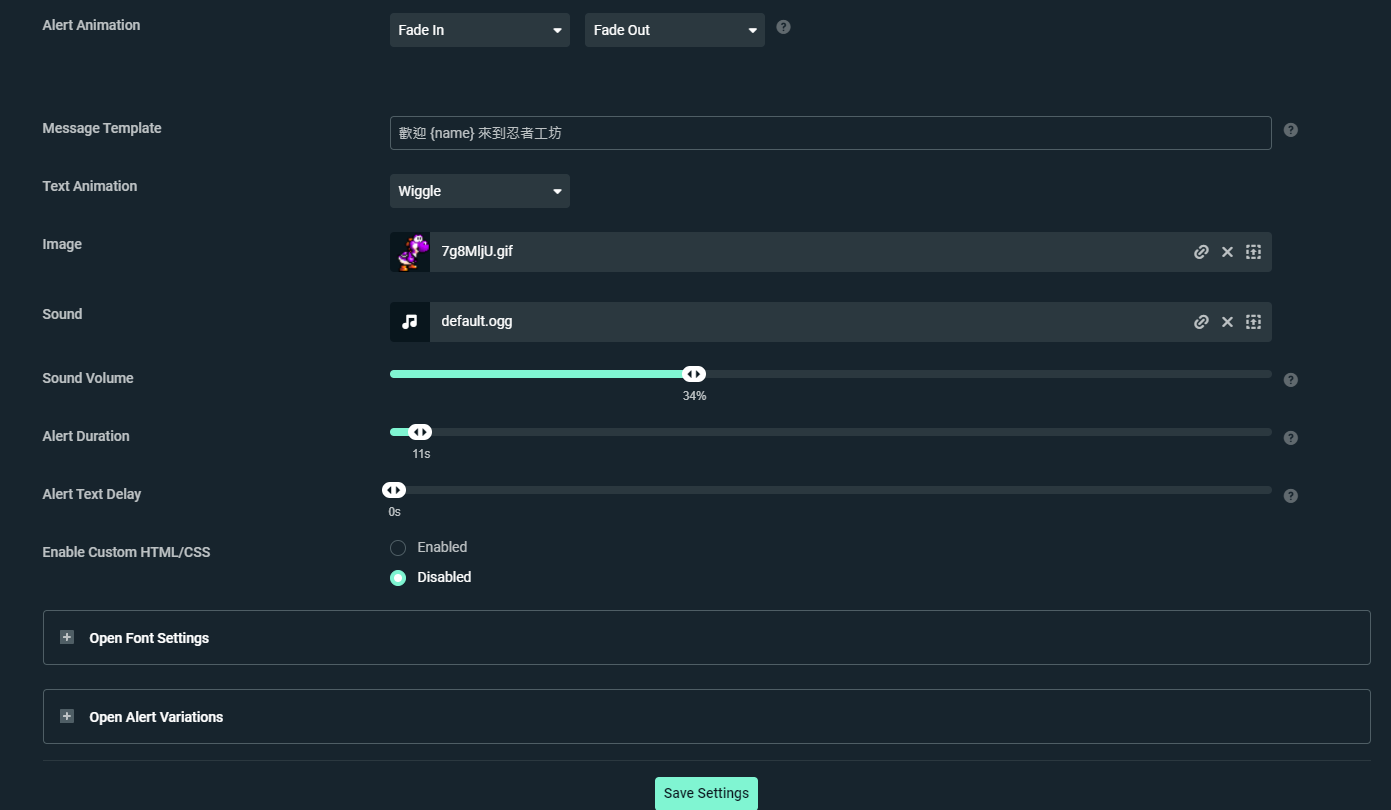 Alert Animation
Fade In
Fade Out
Message Template
歡迎 {name} 來到忍者工坊
Text Animation
Wiggle
Image
7g8MljU.gif
Sound
default.ogg
Sound Volume
34%
Alert Duration
11s
Alert Text Delay
0s
Enable Custom HTML/CSS
Enabled
Disabled
Open Font Settings
Open Alert Variations
Save Settings